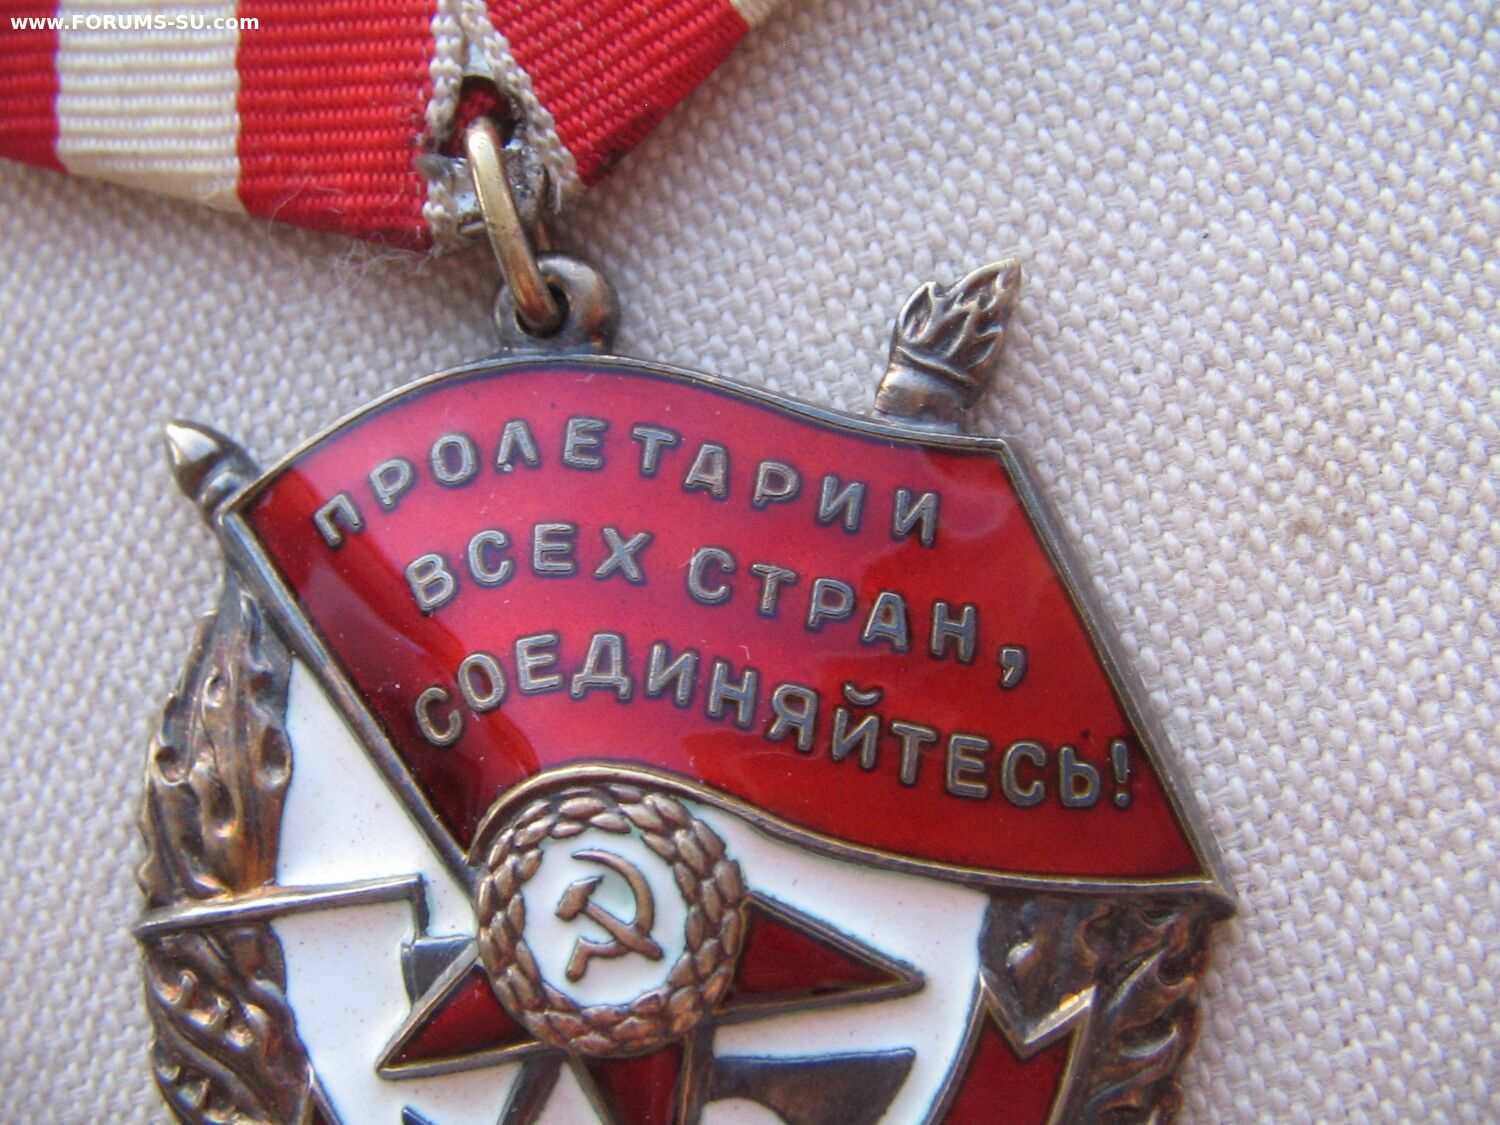 www.FORUMS-SU.com
ПРОЛЕТАРИИ
ВСЕХ СТРАН,
СОЕДИНЯЙТЕСЬ!